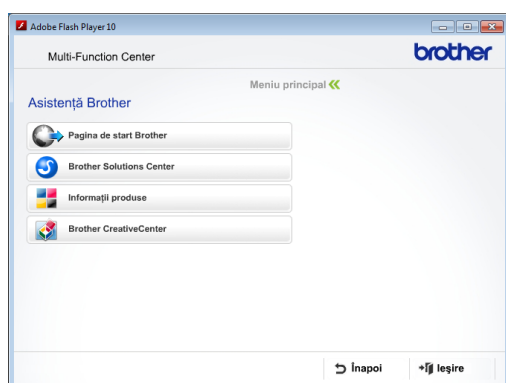 Adobe Flash Player 10
Multi-Function Center
brother
Meniu principal
Asistență Brother
Pagina de start Brother
Brother Solutions Center
Informații produse
Brother CreativeCenter
Înapoi
Ieșire